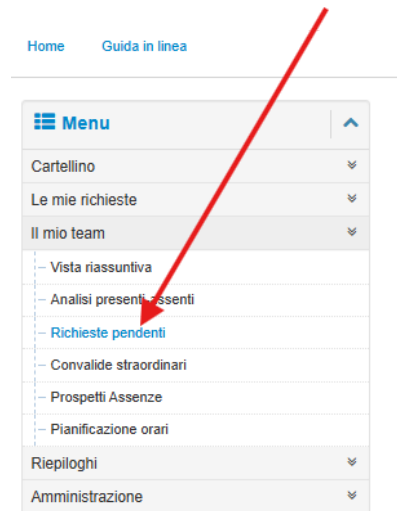 Home Guida in linea
Menu
Cartellino
Le mie richieste
Il mio team
Vista riassuntiva
Analisi presenti-assenti
Richieste pendenti
Convalide straordinari
Prospetti Assenze
Pianificazione orari
Riepiloghi
Amministrazione